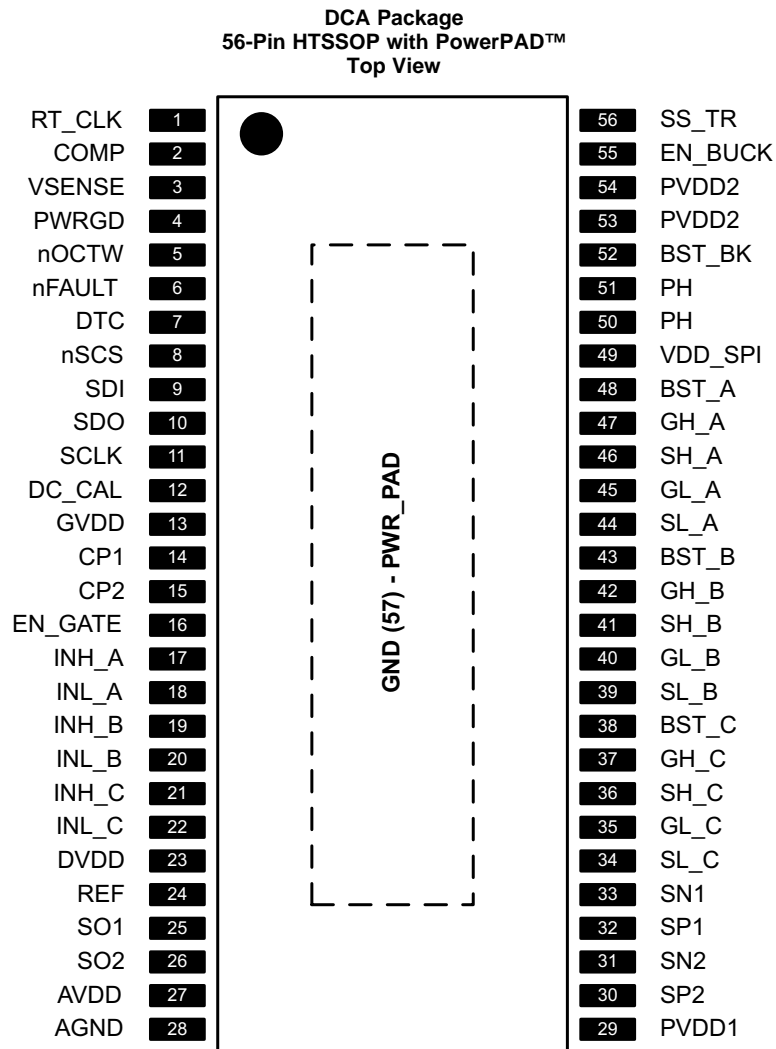 DCA Package
56-Pin HTSSOP with PowerPAD™
Top View
RT_CLK 1 56 SS_TR
COMP 2 55 EN_BUCK
VSENSE 3 54 PVDD2
PWRGD 4 53 PVDD2
nOCTW 5 52 BST_BK
nFAULT 6 51 PH
DTC 7 50 PH
nSCS 8 49 VDD_SPI
SDI 9 48 BST_A
SDO 10 47 GH_A
SCLK 11 46 SH_A
DC_CAL 12 45 GL_A
GVDD 13 44 SL_A
CP1 14 43 BST_B
CP2 15 42 GH_B
EN_GATE 16 41 SH_B
INH_A 17 40 GL_B
INL_A 18 39 SL_B
INH_B 19 38 BST_C
INL_B 20 37 GH_C
INH_C 21 36 SH_C
INL_C 22 35 GL_C
DVDD 23 34 SL_C
REF 24 33 SN1
SO1 25 32 SP1
SO2 26 31 SN2
AVDD 27 30 SP2
AGND 28 29 PVDD1
GND (57) - PWR_PAD